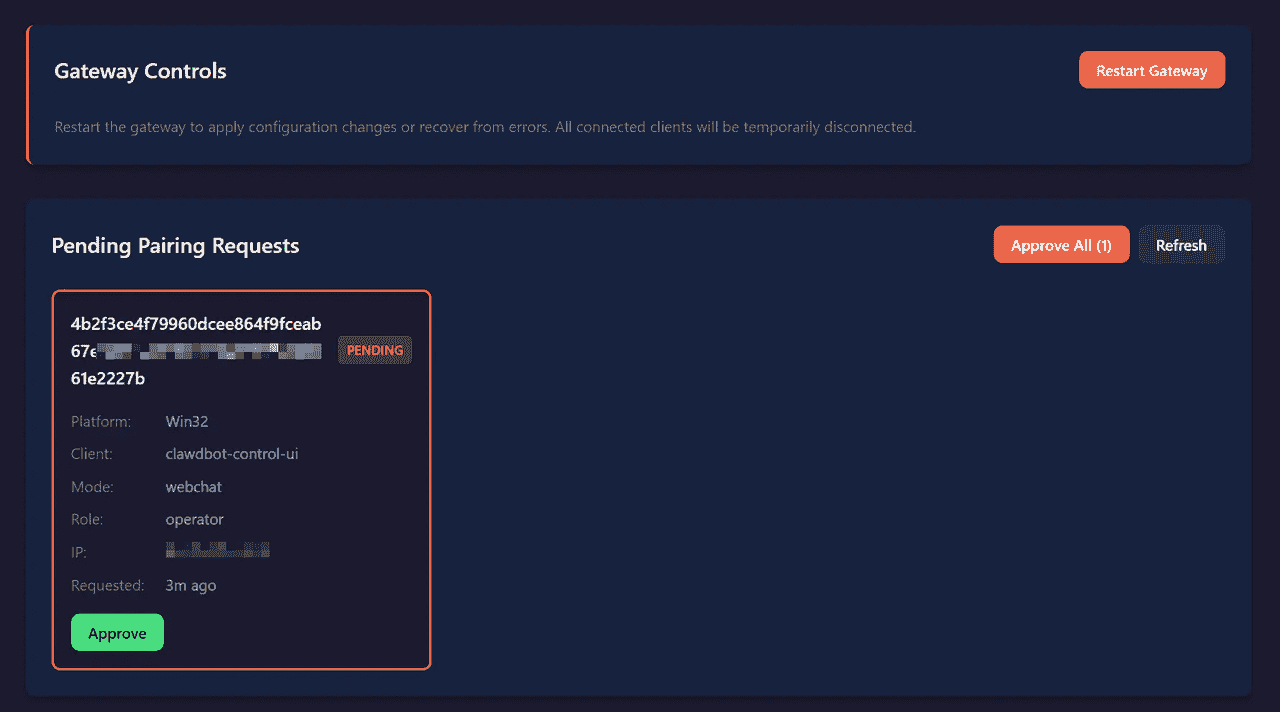 Gateway Controls
Restart Gateway
Restart the gateway to apply configuration changes or recover from errors. All connected clients will be temporarily disconnected.
Pending Pairing Requests
Approve All (1)
Refresh
4b2f3ce4f79960dcee864f9fceab
67e
PENDING
61e2227b
Platform: Win32
Client: clawdbot-control-ui
Mode: webchat
Role: operator
IP:
Requested: 3m ago
Approve